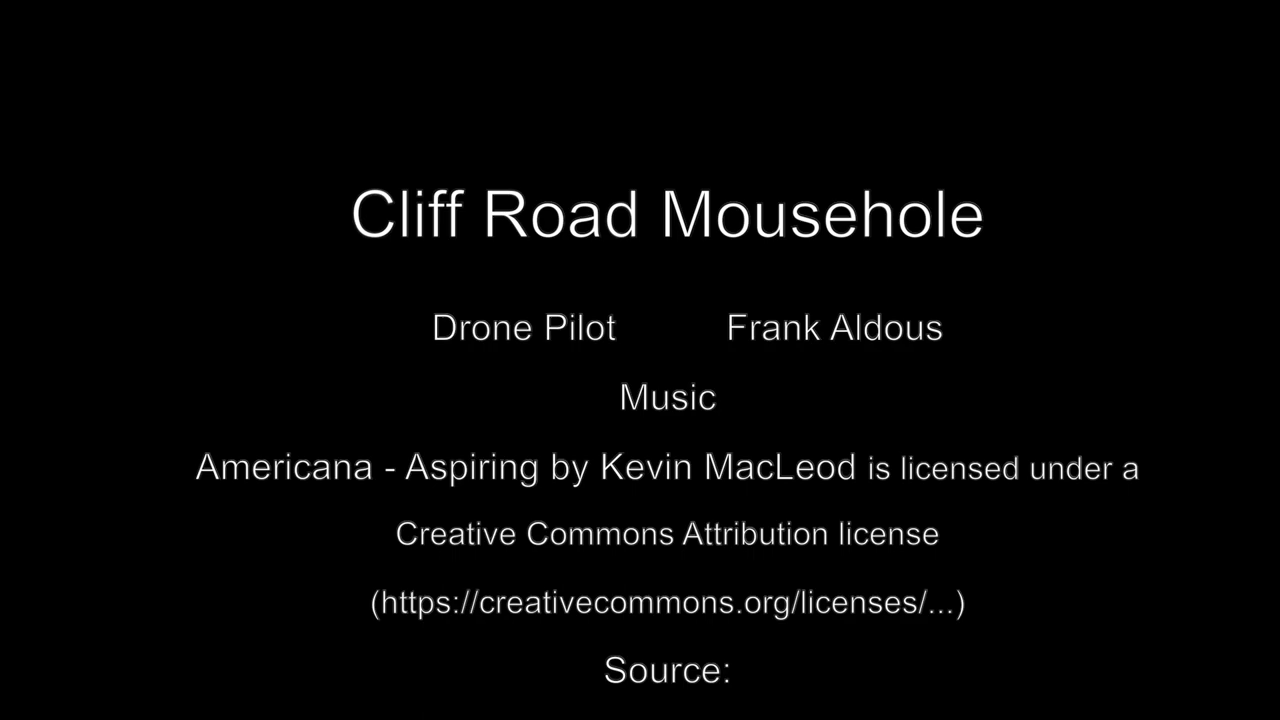 Cliff Road Mousehole
Drone Pilot Frank Aldous
Music
Americana - Aspiring by Kevin MacLeod is licensed under a
Creative Commons Attribution license
(https://creativecommons.org/licenses/...)
Source: